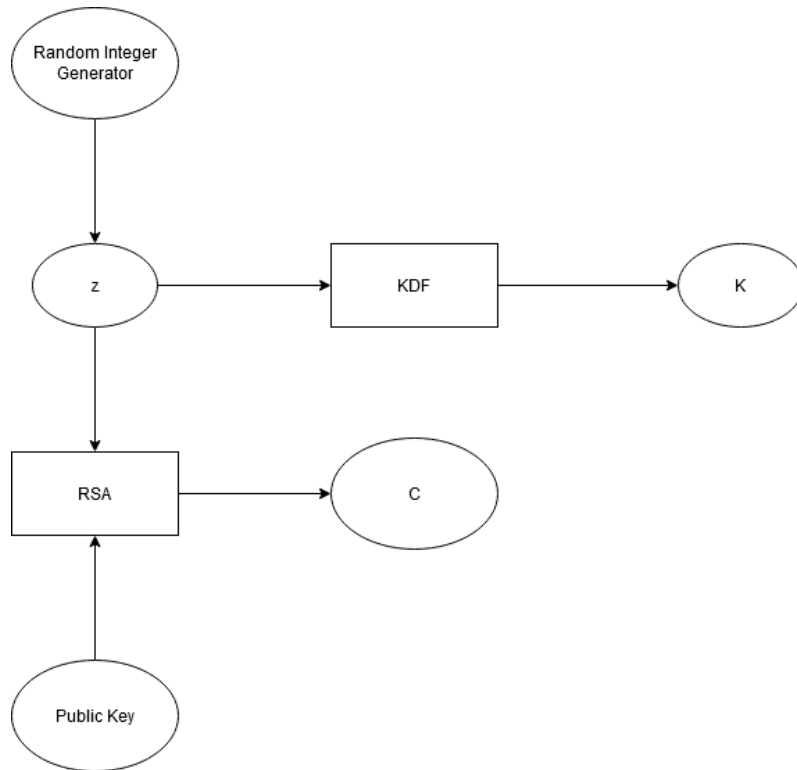 Random Integer
Generator
z
KDF
K
RSA
C
Public Key